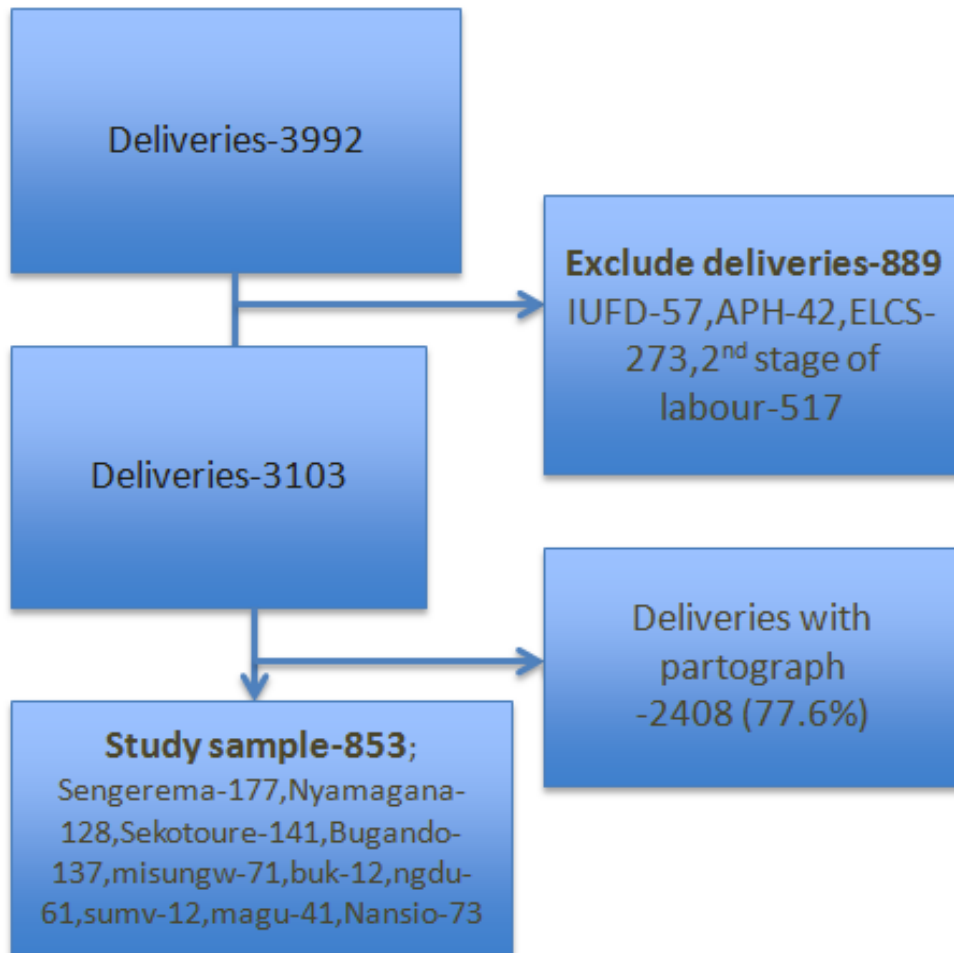 Deliveries-3992
Exclude deliveries-889
IUFD-57,APH-42,ELCS-
273,2nd stage of
labour-517
Deliveries-3103
Deliveries with
partograph
-2408 (77.6%)
Study sample-853;
Sengerema-177,Nyamagana-
128,Sekotoure-141,Bugando-
137,misungw-71,buk-12,ngdu-
61,sumv-12,magu-41,Nansio-73